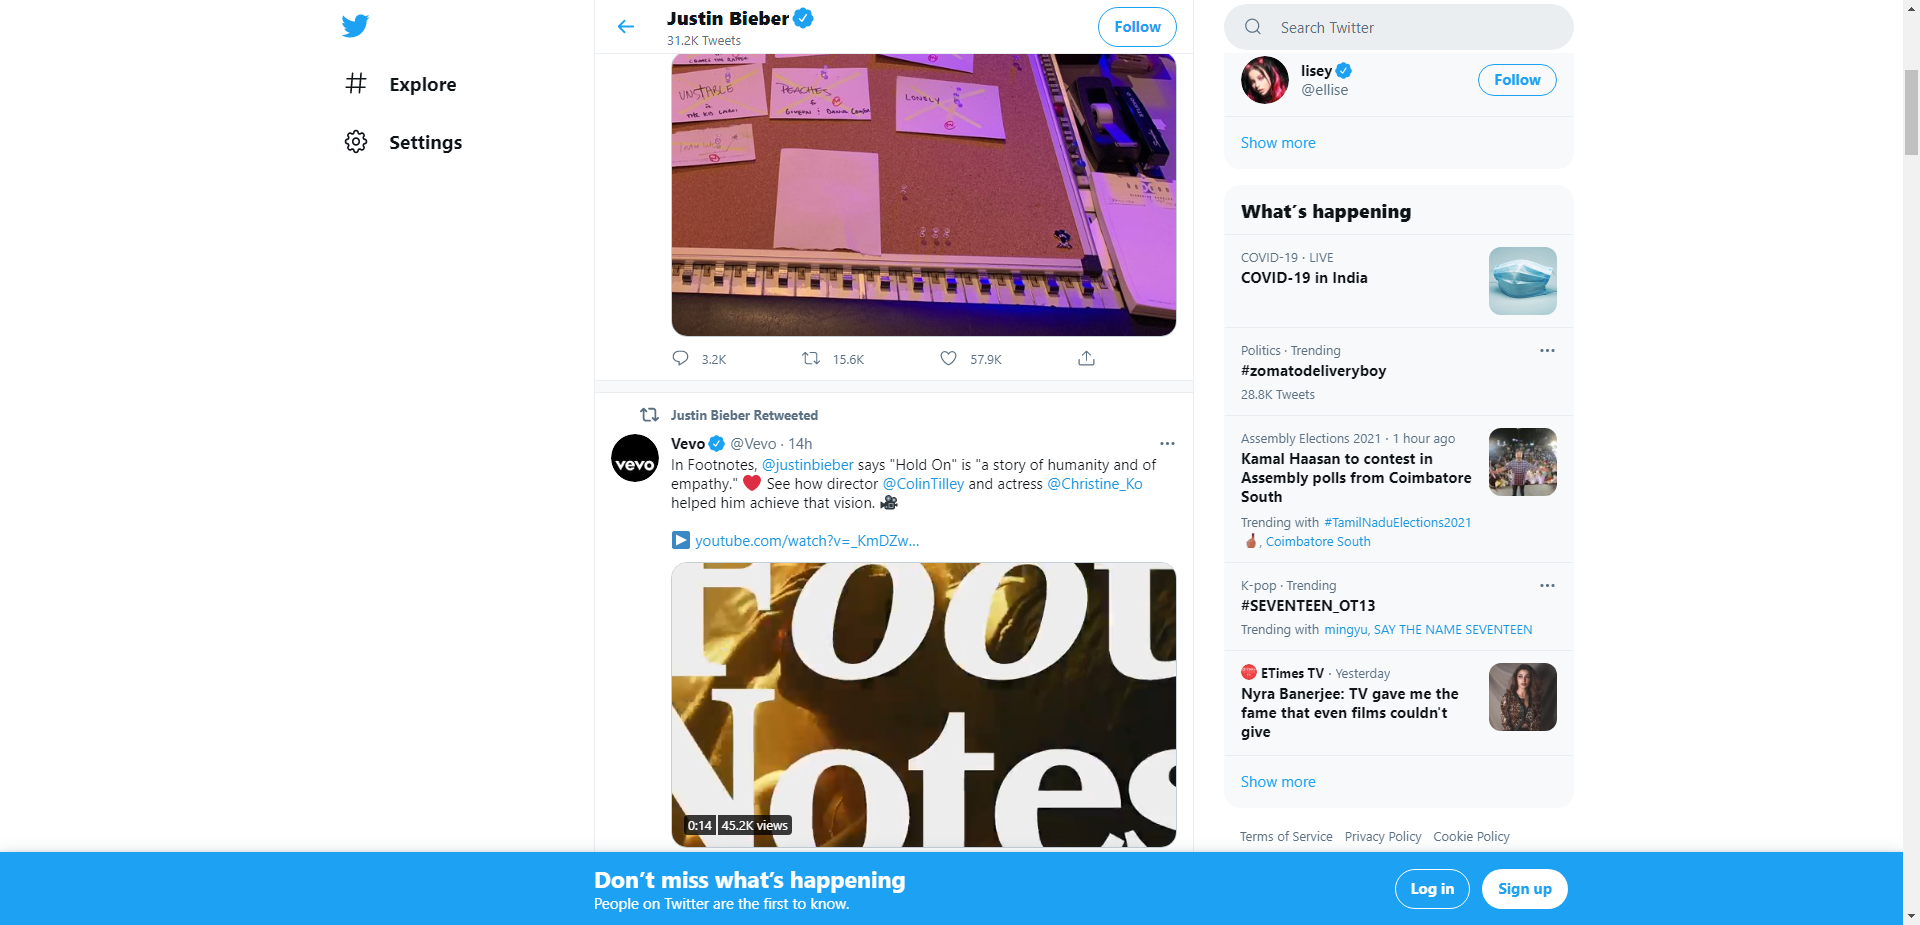 Explore
Settings
Justin Bieber
31.2K Tweets
Follow
UNSTABLE
THE KID LAROI
PEACHES
LONELY
3.2K
15.6K
57.9K
Justin Bieber Retweeted
vevo
Vevo @Vevo · 14h
In Footnotes, @justinbieber says "Hold On" is "a story of humanity and of
empathy." ❤️ See how director @ColinTilley and actress @Christine_Ko
helped him achieve that vision. 🎥
▶️ youtube.com/watch?v=_KmDZw...
Foot
Notes
0:14 45.2K views
Search Twitter
lisey
@ellise
Follow
Show more
What´s happening
COVID-19 · LIVE
COVID-19 in India
Politics · Trending
#zomatodeliveryboy
28.8K Tweets
Assembly Elections 2021 · 1 hour ago
Kamal Haasan to contest in
Assembly polls from Coimbatore
South
Trending with #TamilNaduElections2021
, Coimbatore South
K-pop · Trending
#SEVENTEEN_OT13
Trending with mingyu, SAY THE NAME SEVENTEEN
ETimes TV · Yesterday
Nyra Banerjee: TV gave me the
fame that even films couldn't
give
Show more
Terms of Service Privacy Policy Cookie Policy
Don’t miss what’s happening
People on Twitter are the first to know.
Log in
Sign up